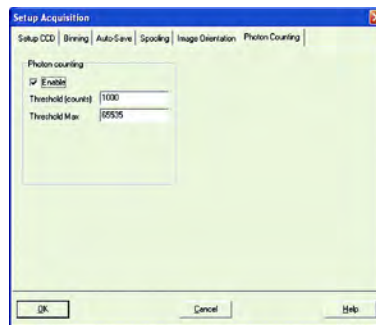 Setup Acquisition
Setup CCD Binning Auto-Save Spooling Image Orientation Photon Counting
Photon counting
Enable
Threshold (counts) 1000
Threshold Max 65535
OK Cancel Help